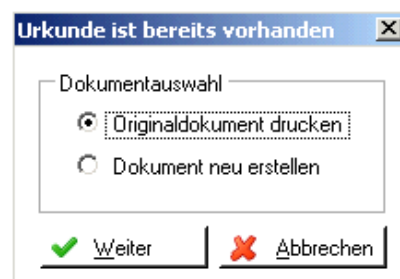 Urkunde ist bereits vorhanden
Dokumentauswahl
Originaldokument drucken
Dokument neu erstellen
Weiter
Abbrechen